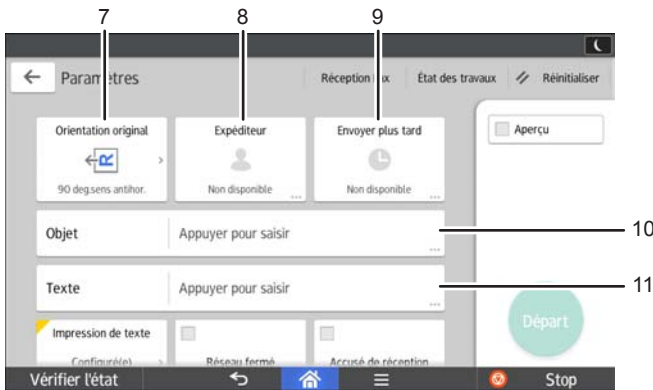 7 8 9
← Paramètres Réception fax État des travaux Réinitialiser
Orientation original Expéditeur Envoyer plus tard Aperçu
R
90 deg.sens antihor. Non disponible ... Non disponible ...
Objet Appuyer pour saisir ... 10
Texte Appuyer pour saisir ... 11
Départ
Impression de texte
Configuré(e) Réseau fermé Accusé de réception
Vérifier l'état Stop